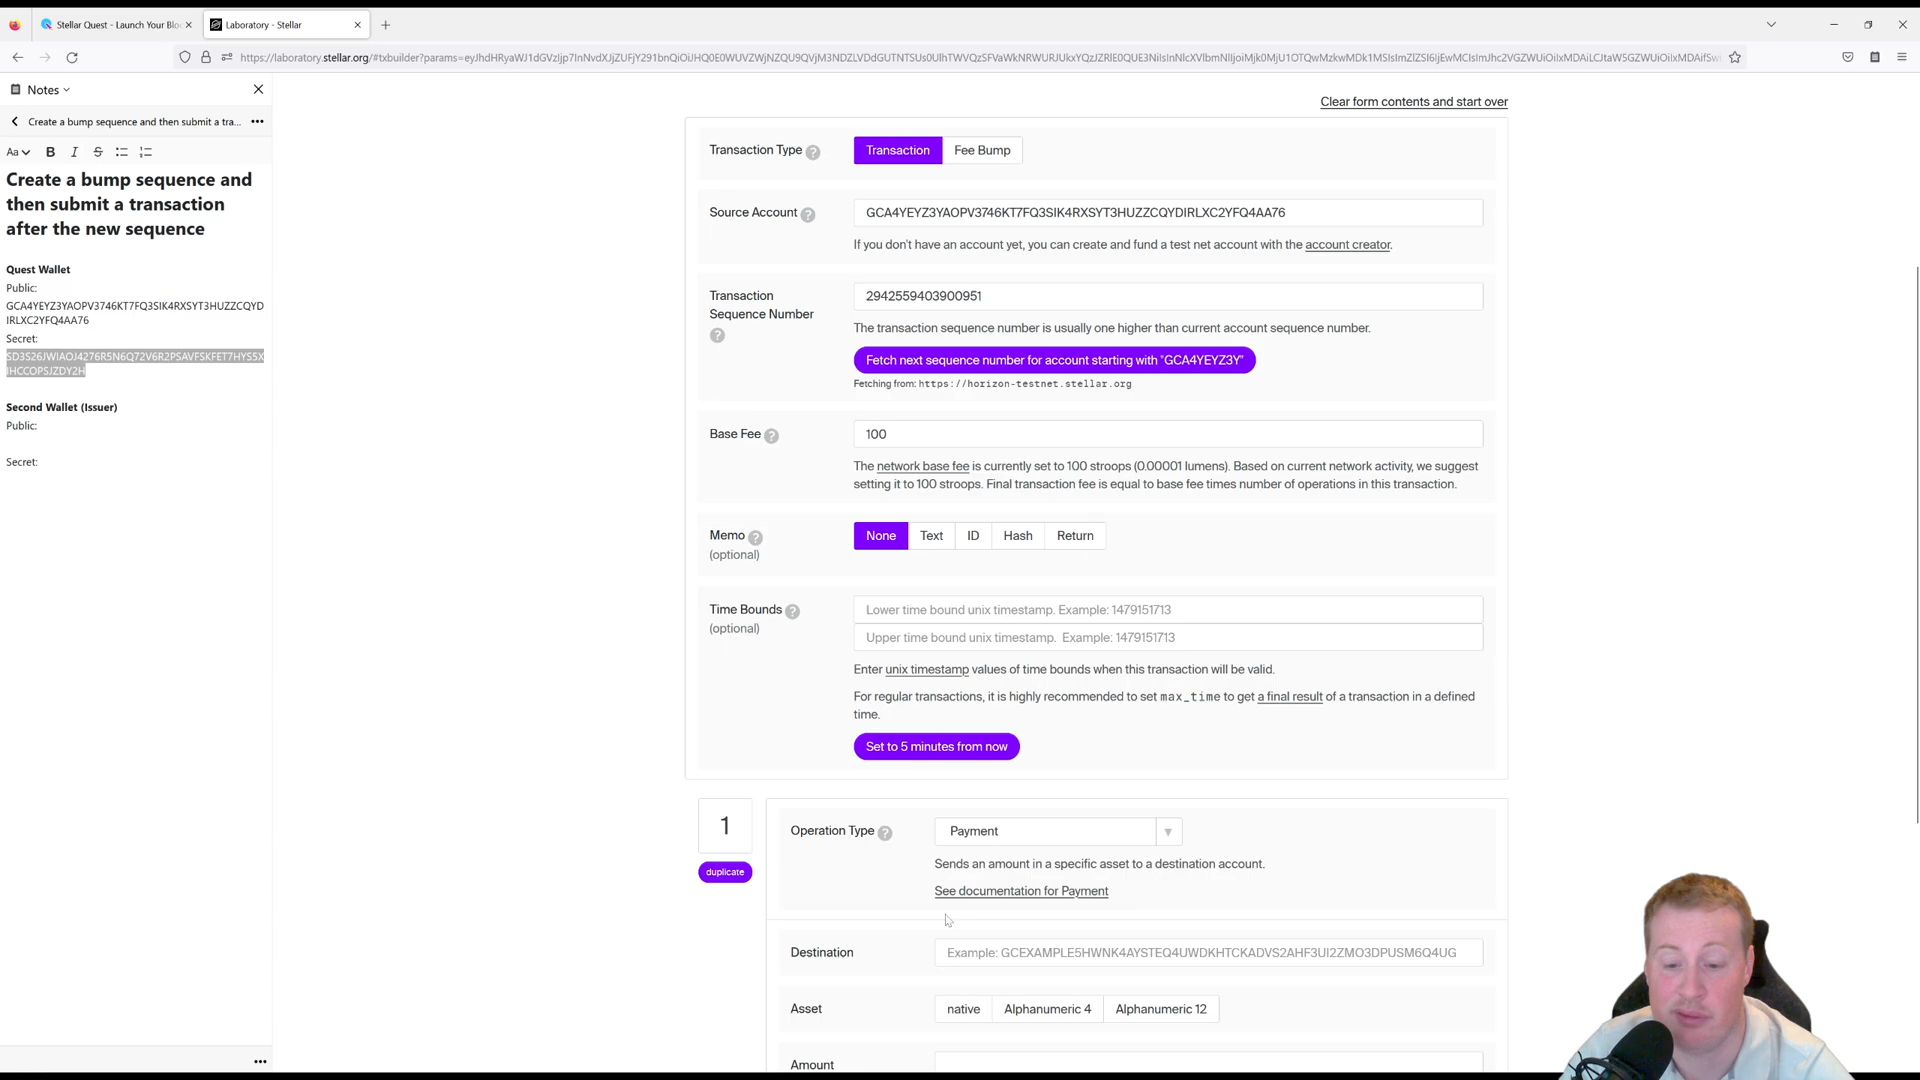 Stellar Quest - Launch Your Bloc
Laboratory - Stellar
Notes
Create a bump sequence and then submit a tra...
Aa
Create a bump sequence and
then submit a transaction
after the new sequence
Quest Wallet
Public:
GCA4YEYZ3YAOPV3746KT7FQ3SIK4RXSYT3HUZZCQYD
IRLXC2YFQ4AA76
Secret:
SD3S26JWIAOJ4276R5N6Q72V6R2PSAVFSKFET7HYS5X
IHCCOPSJZDY2H
Second Wallet (Issuer)
Public:
Secret:
Clear form contents and start over
Transaction Type
Transaction
Fee Bump
Source Account
GCA4YEYZ3YAOPV3746KT7FQ3SIK4RXSYT3HUZZCQYDIRLXC2YFQ4AA76
If you don't have an account yet, you can create and fund a test net account with the account creator.
Transaction
Sequence Number
2942559403900951
The transaction sequence number is usually one higher than current account sequence number.
Fetch next sequence number for account starting with "GCA4YEYZ3Y"
Fetching from: https://horizon-testnet.stellar.org
Base Fee
100
The network base fee is currently set to 100 stroops (0.00001 lumens). Based on current network activity, we suggest
setting it to 100 stroops. Final transaction fee is equal to base fee times number of operations in this transaction.
Memo
(optional)
None
Text
ID
Hash
Return
Time Bounds
(optional)
Lower time bound unix timestamp. Example: 1479151713
Upper time bound unix timestamp. Example: 1479151713
Enter unix timestamp values of time bounds when this transaction will be valid.
For regular transactions, it is highly recommended to set max_time to get a final result of a transaction in a defined
time.
Set to 5 minutes from now
1
duplicate
Operation Type
Payment
Sends an amount in a specific asset to a destination account.
See documentation for Payment
Destination
Example: GCEXAMPLE5HWNK4AYSTEQ4UWDKHTCKADVS2AHF3UI2ZMO3DPUSM6Q4UG
Asset
native
Alphanumeric 4
Alphanumeric 12
Amount